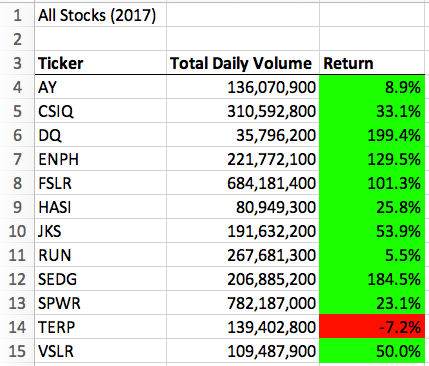 1 All Stocks (2017)
2
3 Ticker Total Daily Volume Return
4 AY 136,070,900 8.9%
5 CSIQ 310,592,800 33.1%
6 DQ 35,796,200 199.4%
7 ENPH 221,772,100 129.5%
8 FSLR 684,181,400 101.3%
9 HASI 80,949,300 25.8%
10 JKS 191,632,200 53.9%
11 RUN 267,681,300 5.5%
12 SEDG 206,885,200 184.5%
13 SPWR 782,187,000 23.1%
14 TERP 139,402,800 -7.2%
15 VSLR 109,487,900 50.0%